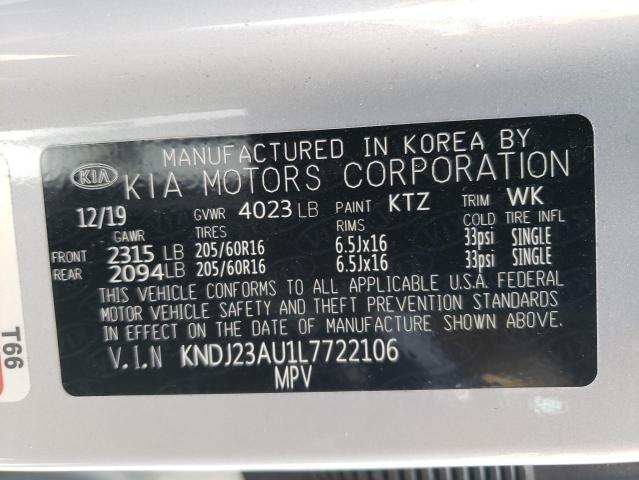 MANUFACTURED IN KOREA BY
KIA KIA MOTORS CORPORATION
12/19 GVWR 4023 LB PAINT KTZ TRIM WK
GAWR TIRES RIMS COLD TIRE INFL
FRONT 2315 LB 205/60R16 6.5Jx16 33psi SINGLE
REAR 2094 LB 205/60R16 6.5Jx16 33psi SINGLE
THIS VEHICLE CONFORMS TO ALL APPLICABLE U.S.A. FEDERAL
MOTOR VEHICLE SAFETY AND THEFT PREVENTION STANDARDS
IN EFFECT ON THE DATE OF MANUFACTURE SHOWN ABOVE.
V.I.N KNDJ23AU1L7722106
MPV
T66